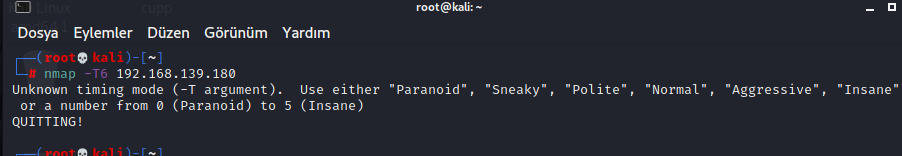 root@kali: ~
Dosya Eylemler Düzen Görünüm Yardım
(root💀kali)-[~]
# nmap -T6 192.168.139.180
Unknown timing mode (-T argument).  Use either "Paranoid", "Sneaky", "Polite", "Normal", "Aggressive", "Insane"
or a number from 0 (Paranoid) to 5 (Insane)
QUITTING!
(root💀kali)-[~]